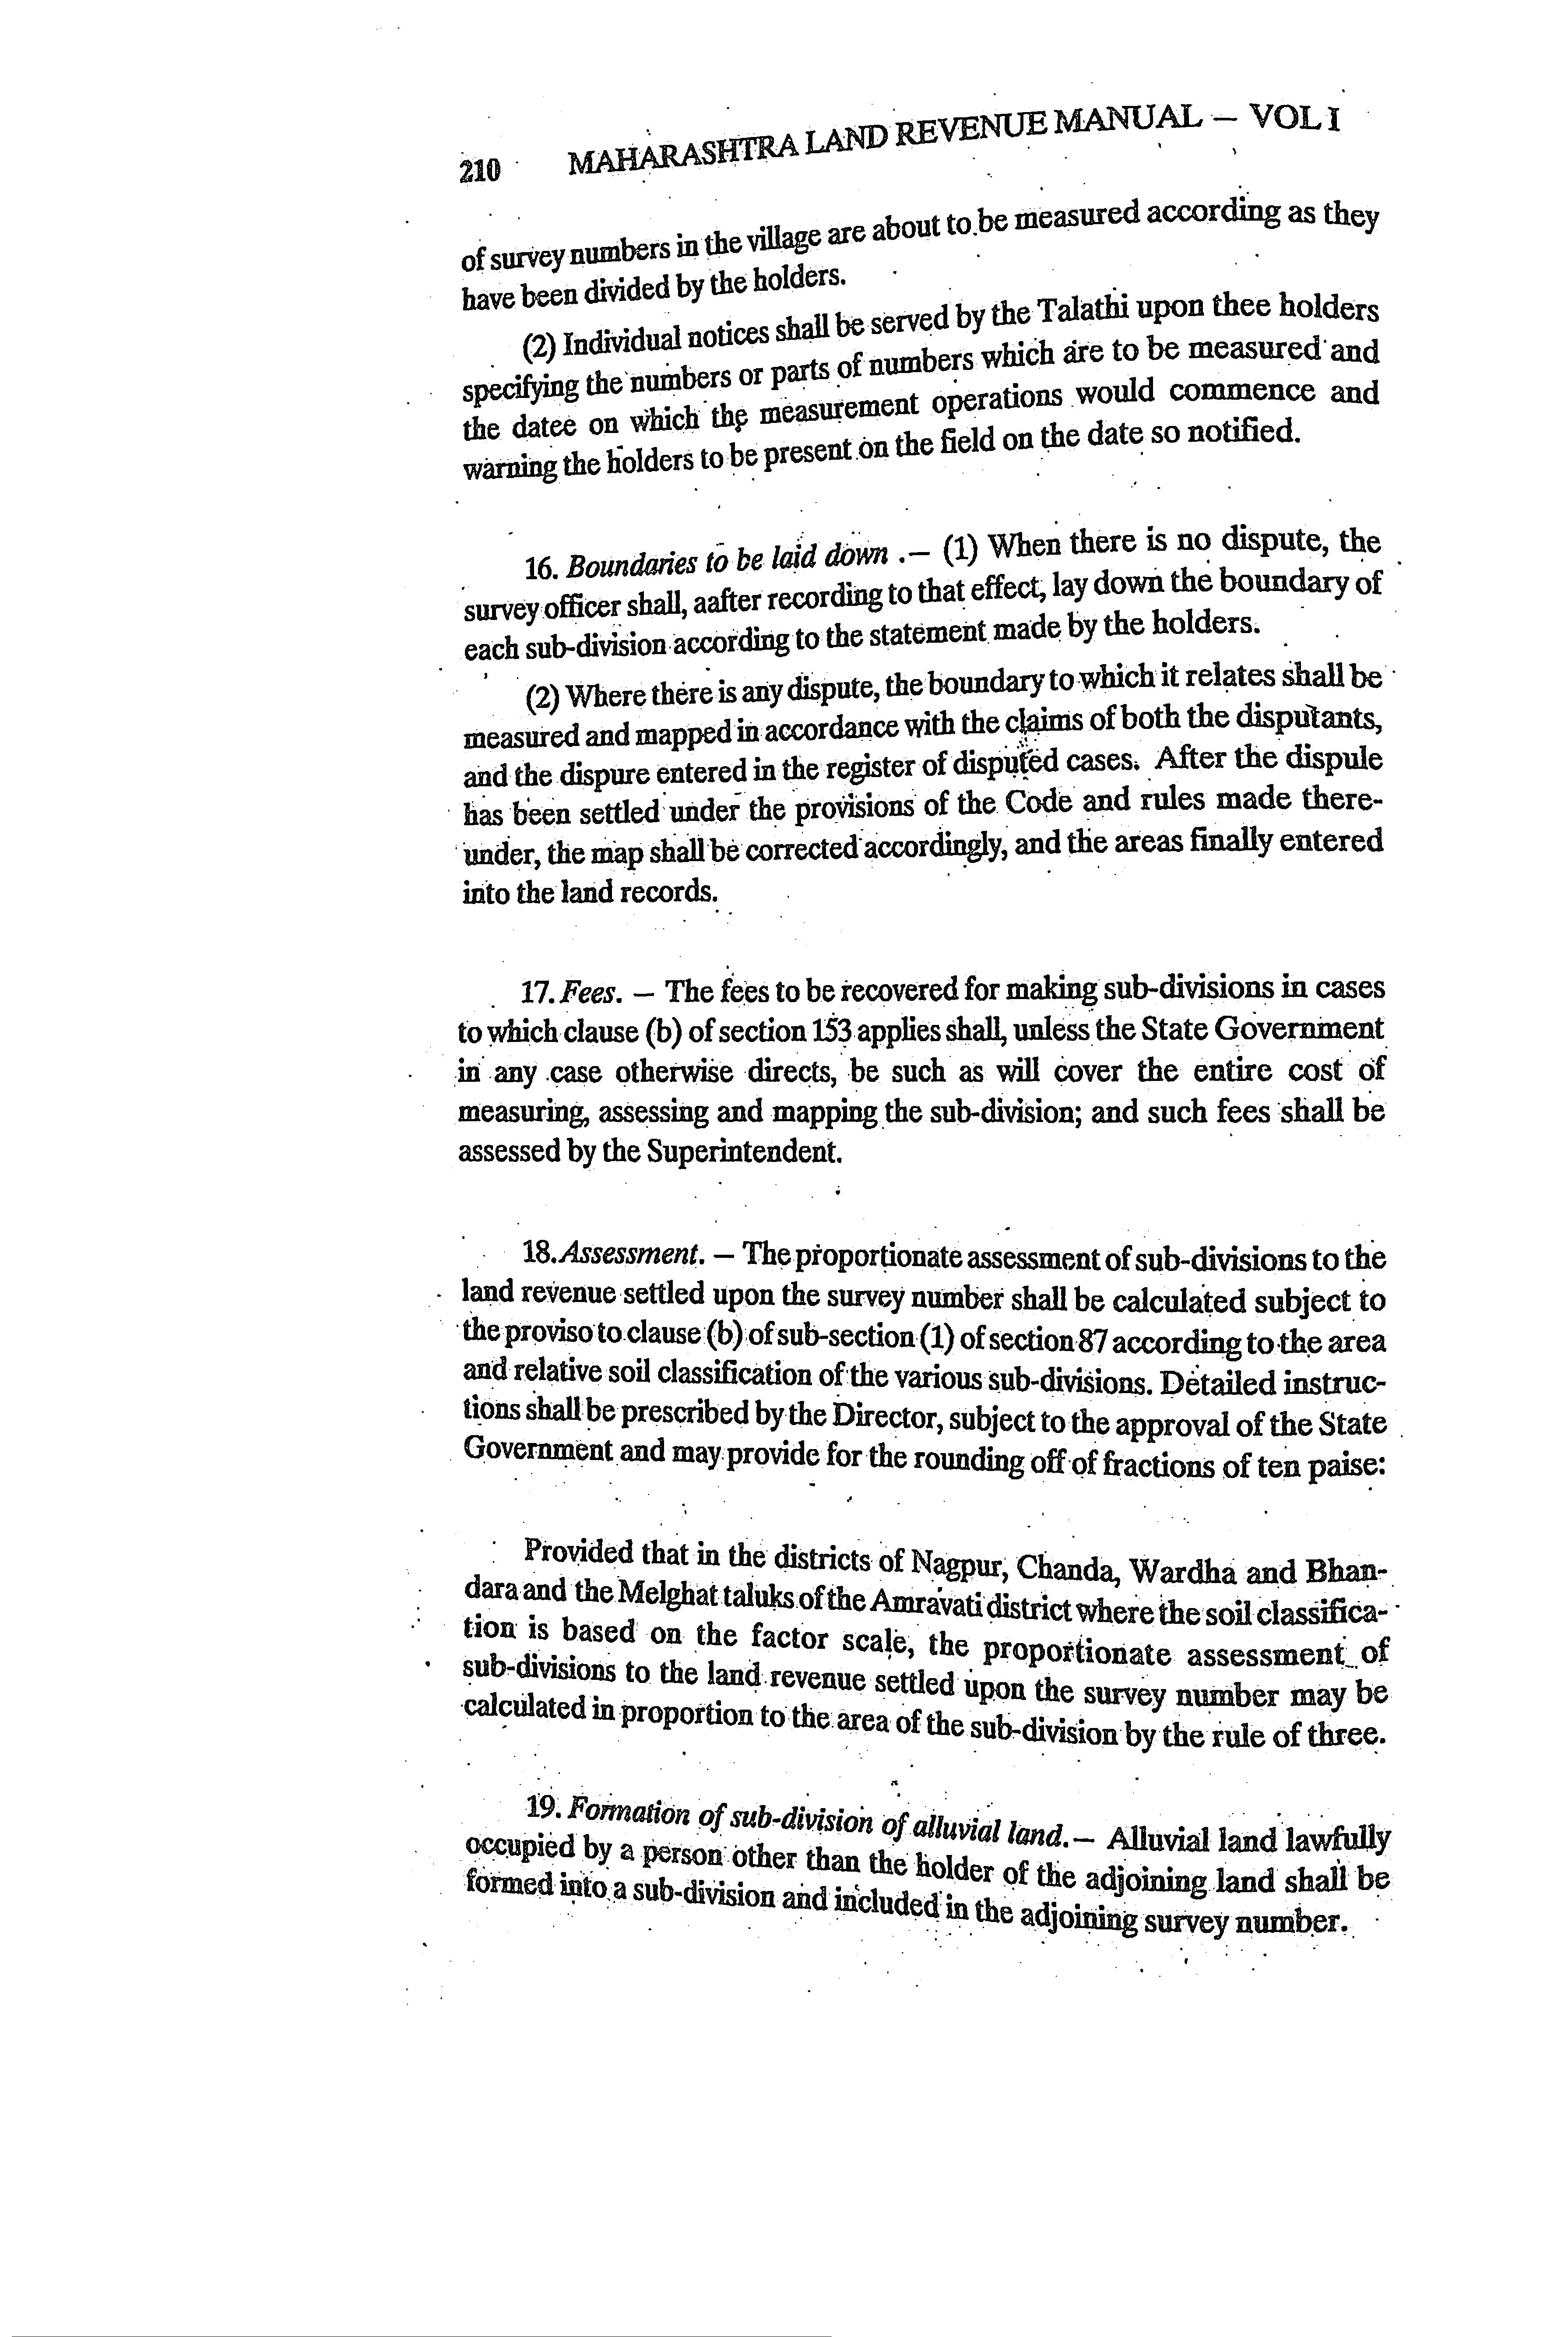 210 MAHARASHTRA LAND REVENUE MANUAL — VOL I
of survey numbers in the village are about to be measured according as they
have been divided by the holders.
(2) Individual notices shall be served by the Talathi upon thee holders
specifying the numbers or parts of numbers which are to be measured and
the datee on which the measurement operations would commence and
warning the holders to be present on the field on the date so notified.
16. Boundaries to be laid down .— (1) When there is no dispute, the
survey officer shall, aafter recording to that effect, lay down the boundary of
each sub-division according to the statement made by the holders.
(2) Where there is any dispute, the boundary to which it relates shall be
measured and mapped in accordance with the claims of both the disputants,
and the dispure entered in the register of disputed cases. After the dispule
has been settled under the provisions of the Code and rules made there-
under, the map shall be corrected accordingly, and the areas finally entered
into the land records.
17. Fees. — The fees to be recovered for making sub-divisions in cases
to which clause (b) of section 153 applies shall, unless the State Government
in any case otherwise directs, be such as will cover the entire cost of
measuring, assessing and mapping the sub-division; and such fees shall be
assessed by the Superintendent.
18. Assessment. — The proportionate assessment of sub-divisions to the
land revenue settled upon the survey number shall be calculated subject to
the proviso to clause (b) of sub-section (1) of section 87 according to the area
and relative soil classification of the various sub-divisions. Detailed instruc-
tions shall be prescribed by the Director, subject to the approval of the State
Government and may provide for the rounding off of fractions of ten paise:
Provided that in the districts of Nagpur, Chanda, Wardha and Bhan-
dara and the Melghat taluks of the Amravati district where the soil classifica-
tion is based on the factor scale, the proportionate assessment of
sub-divisions to the land revenue settled upon the survey number may be
calculated in proportion to the area of the sub-division by the rule of three.
19. Formation of sub-division of alluvial land.— Alluvial land lawfully
occupied by a person other than the holder of the adjoining land shall be
formed into a sub-division and included in the adjoining survey number.